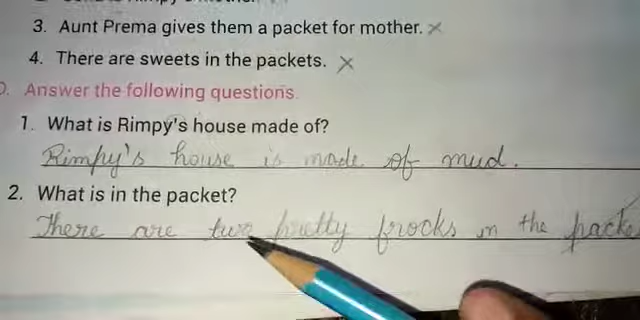 3. Aunt Prema gives them a packet for mother. ×
4. There are sweets in the packets. ×
D. Answer the following questions.
1. What is Rimpy's house made of?
Rimpy's house is made of mud.
2. What is in the packet?
There are two pretty frocks in the packe